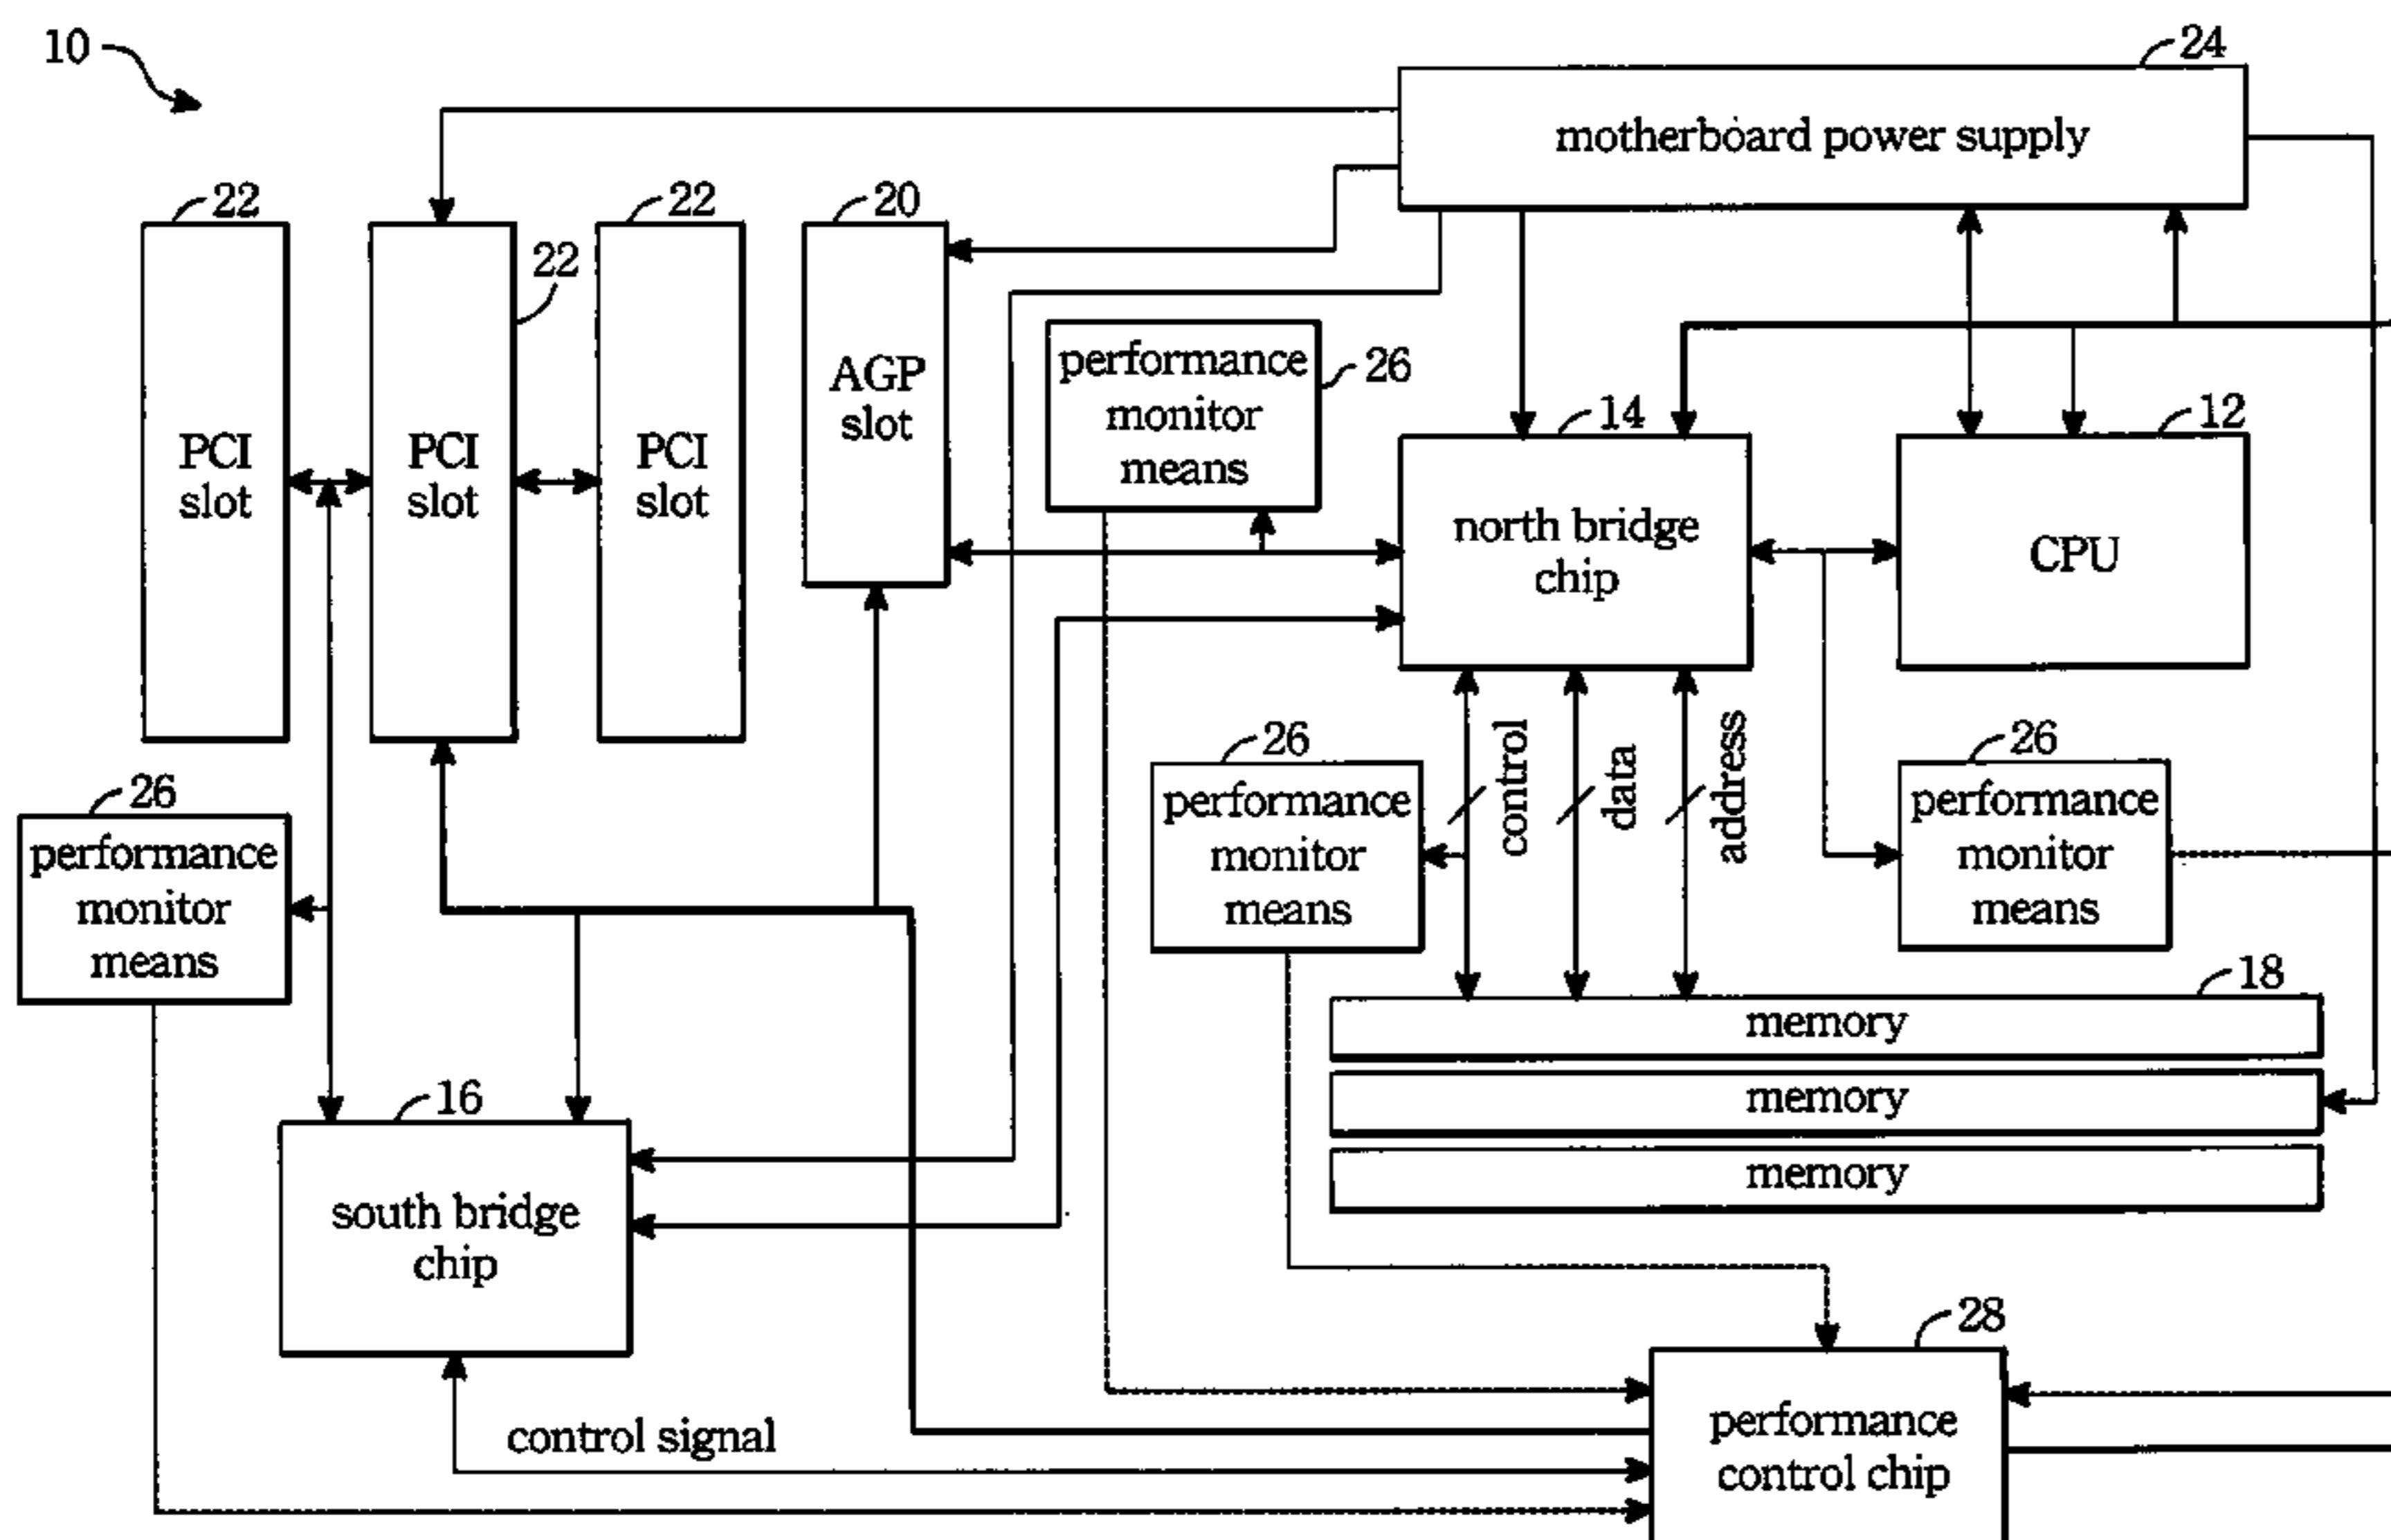 10
24
motherboard power supply
22
22
20
22
PCI
slot
PCI
slot
PCI
slot
AGP
slot
performance
monitor
means
26
14
12
north bridge
chip
CPU
control
data
address
26
performance
monitor
means
26
performance
monitor
means
26
performance
monitor
means
18
memory
memory
memory
16
south bridge
chip
control signal
28
performance
control chip